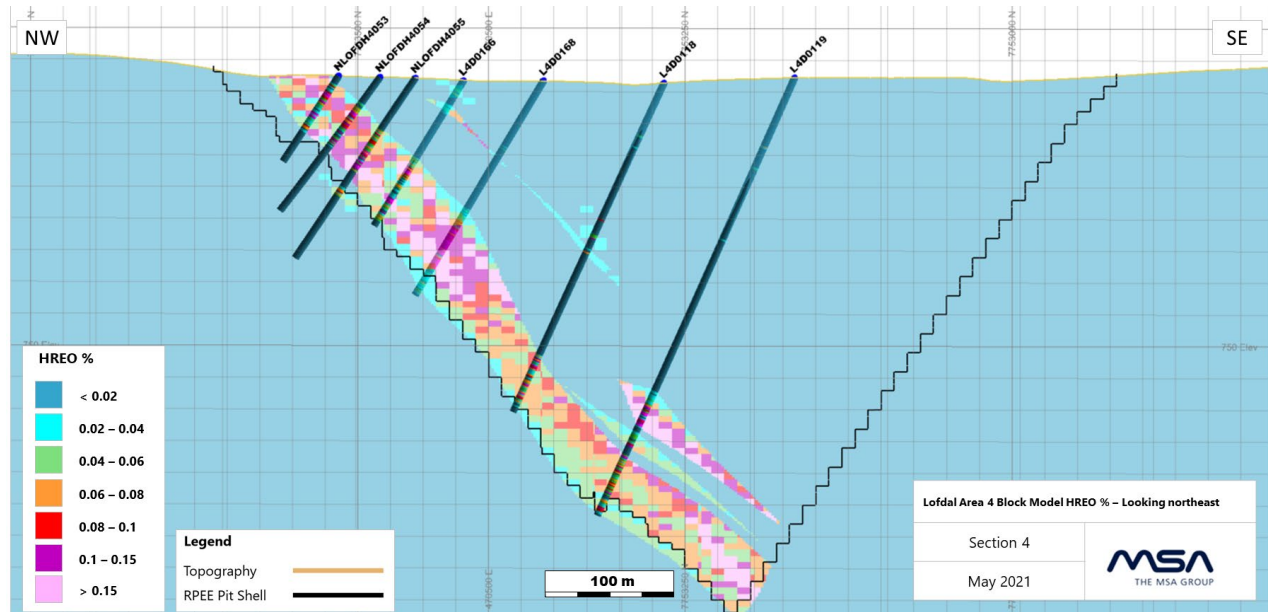 NW
SE
NLOFDH4053
NLOFDH4054
NLOFDH4055
L4D0166
L4D0168
L4D0118
L4D0119
7753250 N
7753000 N
HREO %
< 0.02
0.02 – 0.04
0.04 – 0.06
0.06 – 0.08
0.08 – 0.1
0.1 – 0.15
> 0.15
Legend
Topography
RPEE Pit Shell
100 m
Lofdal Area 4 Block Model HREO % – Looking northeast
Section 4
May 2021
MSA
THE MSA GROUP